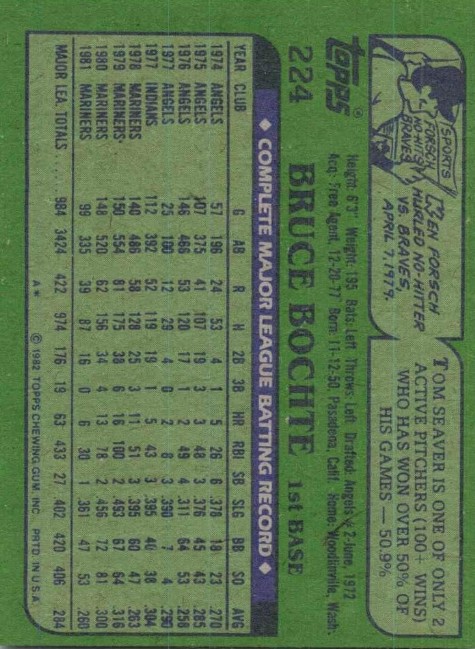 SPORTS
FORSCH
NO-HITS
BRAVES
KEN FORSCH
HURLED NO-HITTER
VS. BRAVES,
APRIL 7, 1979.
TOM SEAVER IS ONE OF ONLY 2
ACTIVE PITCHERS (100+ WINS)
WHO HAS WON OVER 50% OF
HIS GAMES — 50.9%
topps®
Height: 6'3" Weight: 195 Bats: Left Throws: Left Drafted: Angels #2-June, 1972
Acq: Free Agent, 12-20-77 Born: 11-12-50 Pasadena, Calif. Home: Woodinville, Wash.
224 BRUCE BOCHTE 1st BASE
◆ COMPLETE MAJOR LEAGUE BATTING RECORD ◆
YEAR CLUB G AB R H 2B 3B HR RBI SB SLG BB SO AVG
1974 ANGELS 57 196 24 53 4 1 5 26 6 .378 18 23 .270
1975 ANGELS 107 375 41 107 19 3 3 48 3 .376 45 43 .285
1976 ANGELS 146 466 53 120 17 1 2 49 4 .311 64 53 .258
1977 ANGELS 25 100 12 29 4 0 2 8 3 .390 7 4 .290
1977 INDIANS 112 392 52 119 19 1 5 43 3 .395 40 38 .304
1978 MARINERS 140 486 58 128 25 3 11 51 3 .395 60 47 .263
1979 MARINERS 150 554 81 175 38 6 16 100 2 .493 67 64 .316
1980 MARINERS 148 520 62 156 34 4 13 78 2 .456 72 81 .300
1981 MARINERS 99 335 39 87 16 0 6 30 1 .361 47 53 .260
MAJOR LEA. TOTALS ..... 984 3424 422 974 176 19 63 433 27 .402 420 406 .284
A* © 1982 TOPPS CHEWING GUM, INC. PRTD. IN U.S.A.